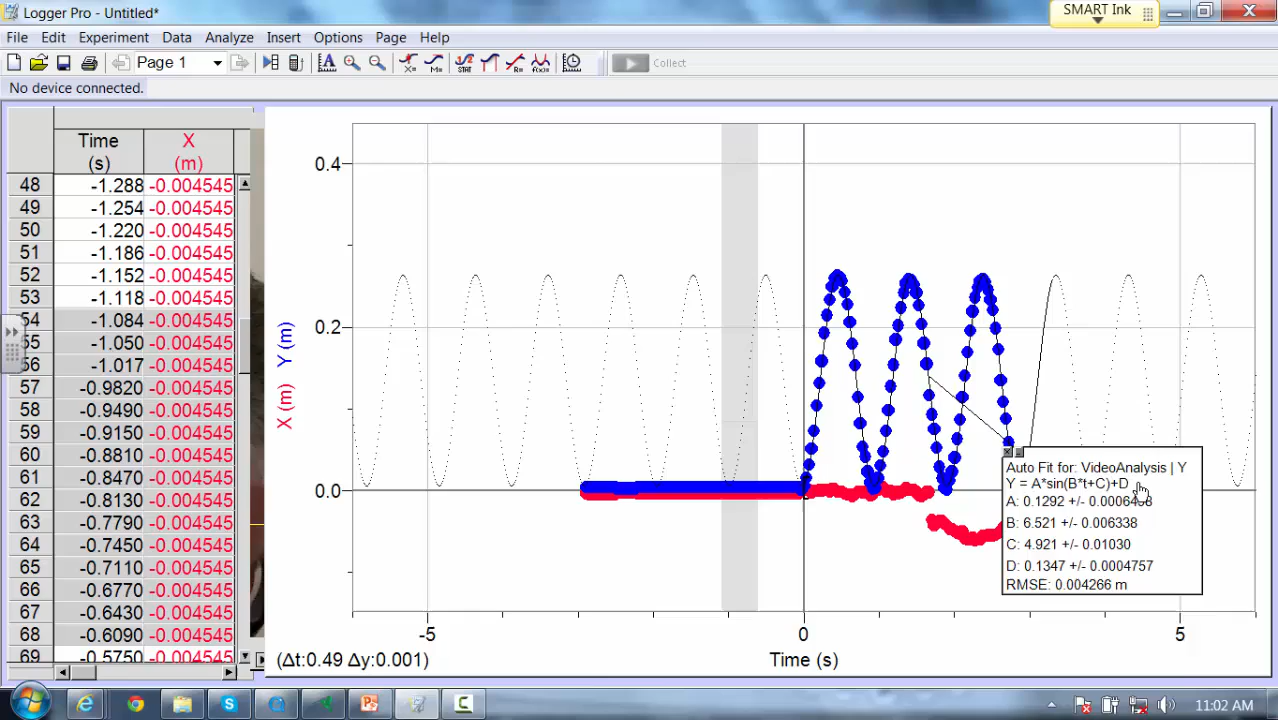 Logger Pro - Untitled*
SMART Ink
File Edit Experiment Data Analyze Insert Options Page Help
Page 1
Collect
No device connected.
Time (s) X (m)
48 -1.288 -0.004545
49 -1.254 -0.004545
50 -1.220 -0.004545
51 -1.186 -0.004545
52 -1.152 -0.004545
53 -1.118 -0.004545
54 -1.084 -0.004545
55 -1.050 -0.004545
56 -1.017 -0.004545
57 -0.9820 -0.004545
58 -0.9490 -0.004545
59 -0.9150 -0.004545
60 -0.8810 -0.004545
61 -0.8470 -0.004545
62 -0.8130 -0.004545
63 -0.7790 -0.004545
64 -0.7450 -0.004545
65 -0.7110 -0.004545
66 -0.6770 -0.004545
67 -0.6430 -0.004545
68 -0.6090 -0.004545
69 -0.5750 -0.004545
X (m) Y (m)
0.4
0.2
0.0
Auto Fit for: VideoAnalysis | Y
Y = A*sin(B*t+C)+D
A: 0.1292 +/-
B: 6.521 +/- 0.006338
C: 4.921 +/- 0.01030
D: 0.1347 +/- 0.0004757
RMSE: 0.004266 m
-5 0 5
(Δt:0.49 Δy:0.001)
Time (s)
11:02 AM